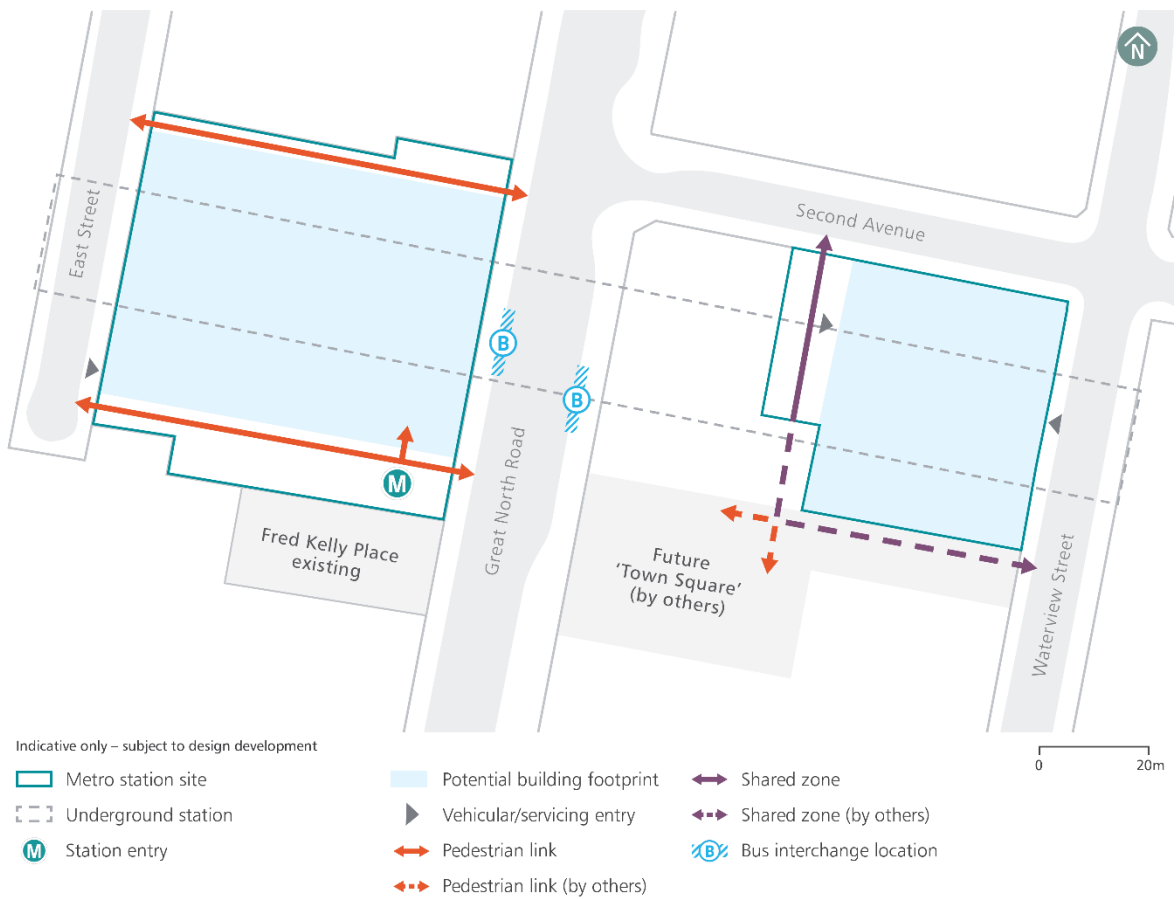 N
Second Avenue
East Street
B
B
M
Great North Road
Fred Kelly Place
existing
Future
'Town Square'
(by others)
Waterview Street
Indicative only – subject to design development
0
20m
Metro station site
Underground station
M Station entry
Potential building footprint
Vehicular/servicing entry
Pedestrian link
Pedestrian link (by others)
Shared zone
Shared zone (by others)
B Bus interchange location